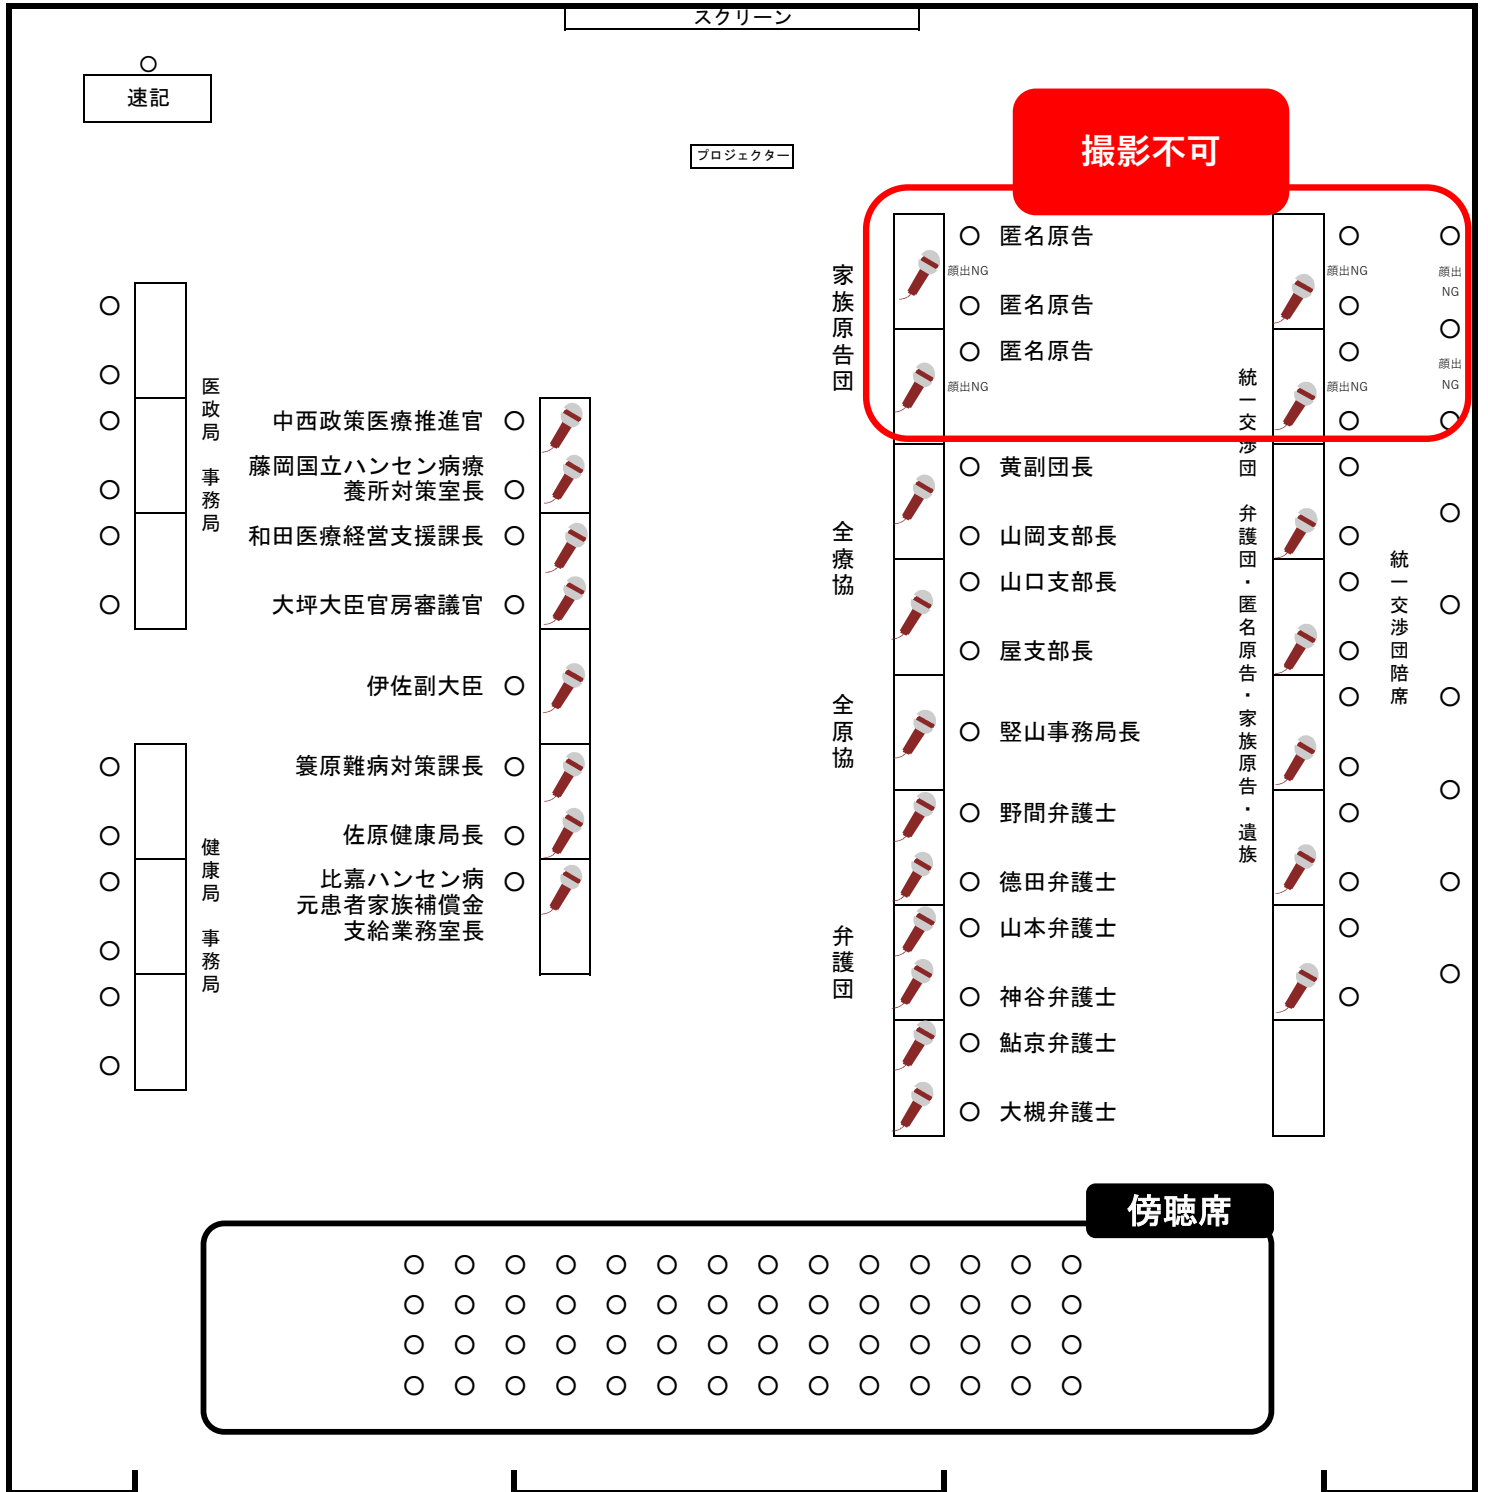 スクリーン
速記
プロジェクター
撮影不可
家族原告団
匿名原告
顔出NG
匿名原告
匿名原告
顔出NG
顔出NG
顔出NG
顔出
NG
顔出
NG
医政局 事務局
中西政策医療推進官
藤岡国立ハンセン病療
養所対策室長
和田医療経営支援課長
大坪大臣官房審議官
伊佐副大臣
健康局 事務局
簑原難病対策課長
佐原健康局長
比嘉ハンセン病
元患者家族補償金
支給業務室長
全療協
黄副団長
山岡支部長
山口支部長
屋支部長
全原協
竪山事務局長
弁護団
野間弁護士
德田弁護士
山本弁護士
神谷弁護士
鮎京弁護士
大槻弁護士
統一交渉団 弁護団・匿名原告・家族原告・遺族
統一交渉団陪席
傍聴席